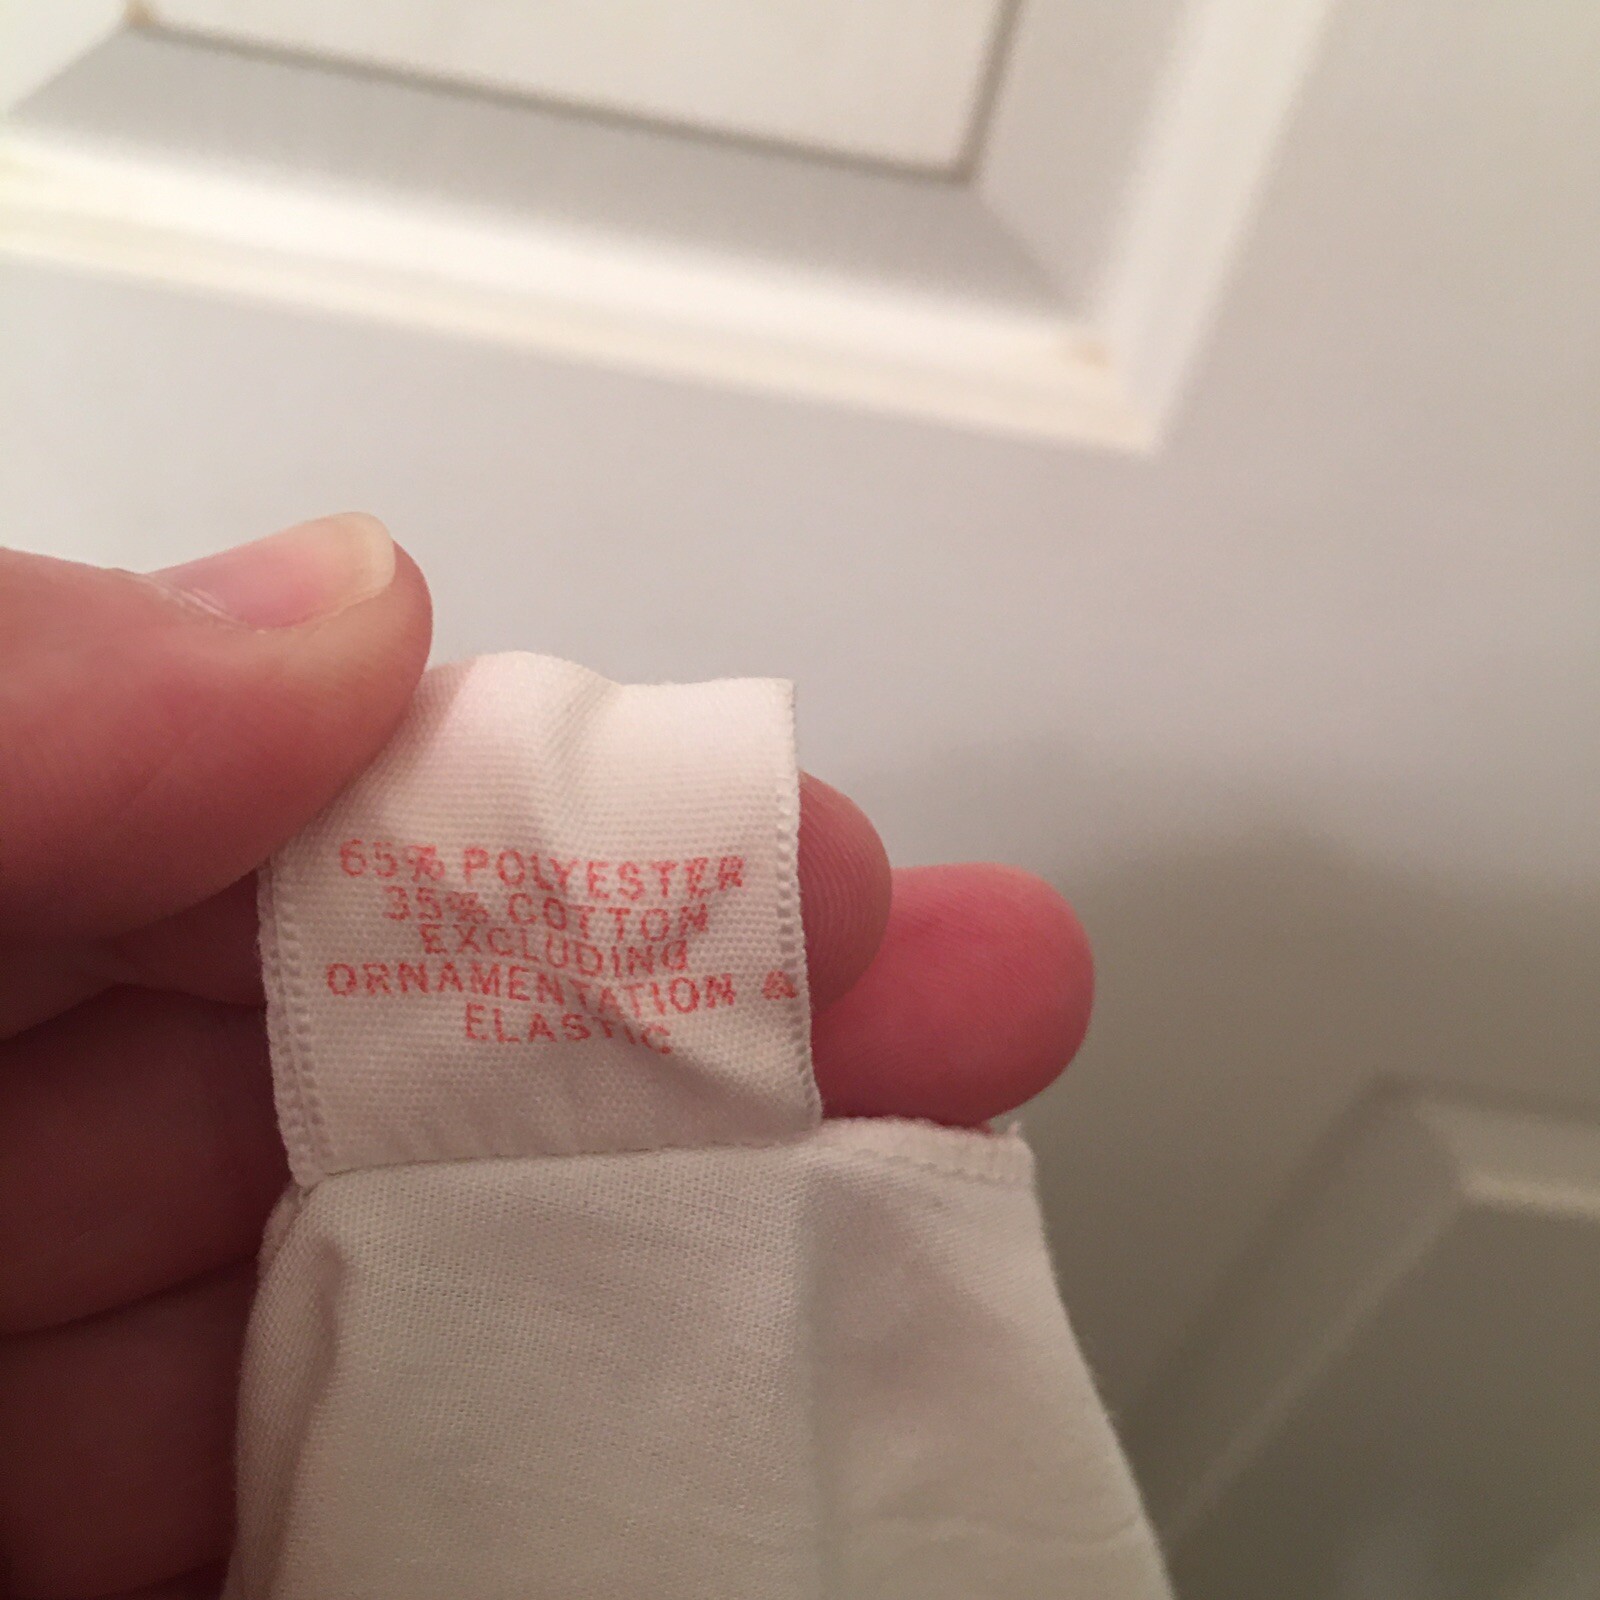 65% POLYESTER
35% COTTON
EXCLUDING
ORNAMENTATION &
ELASTIC